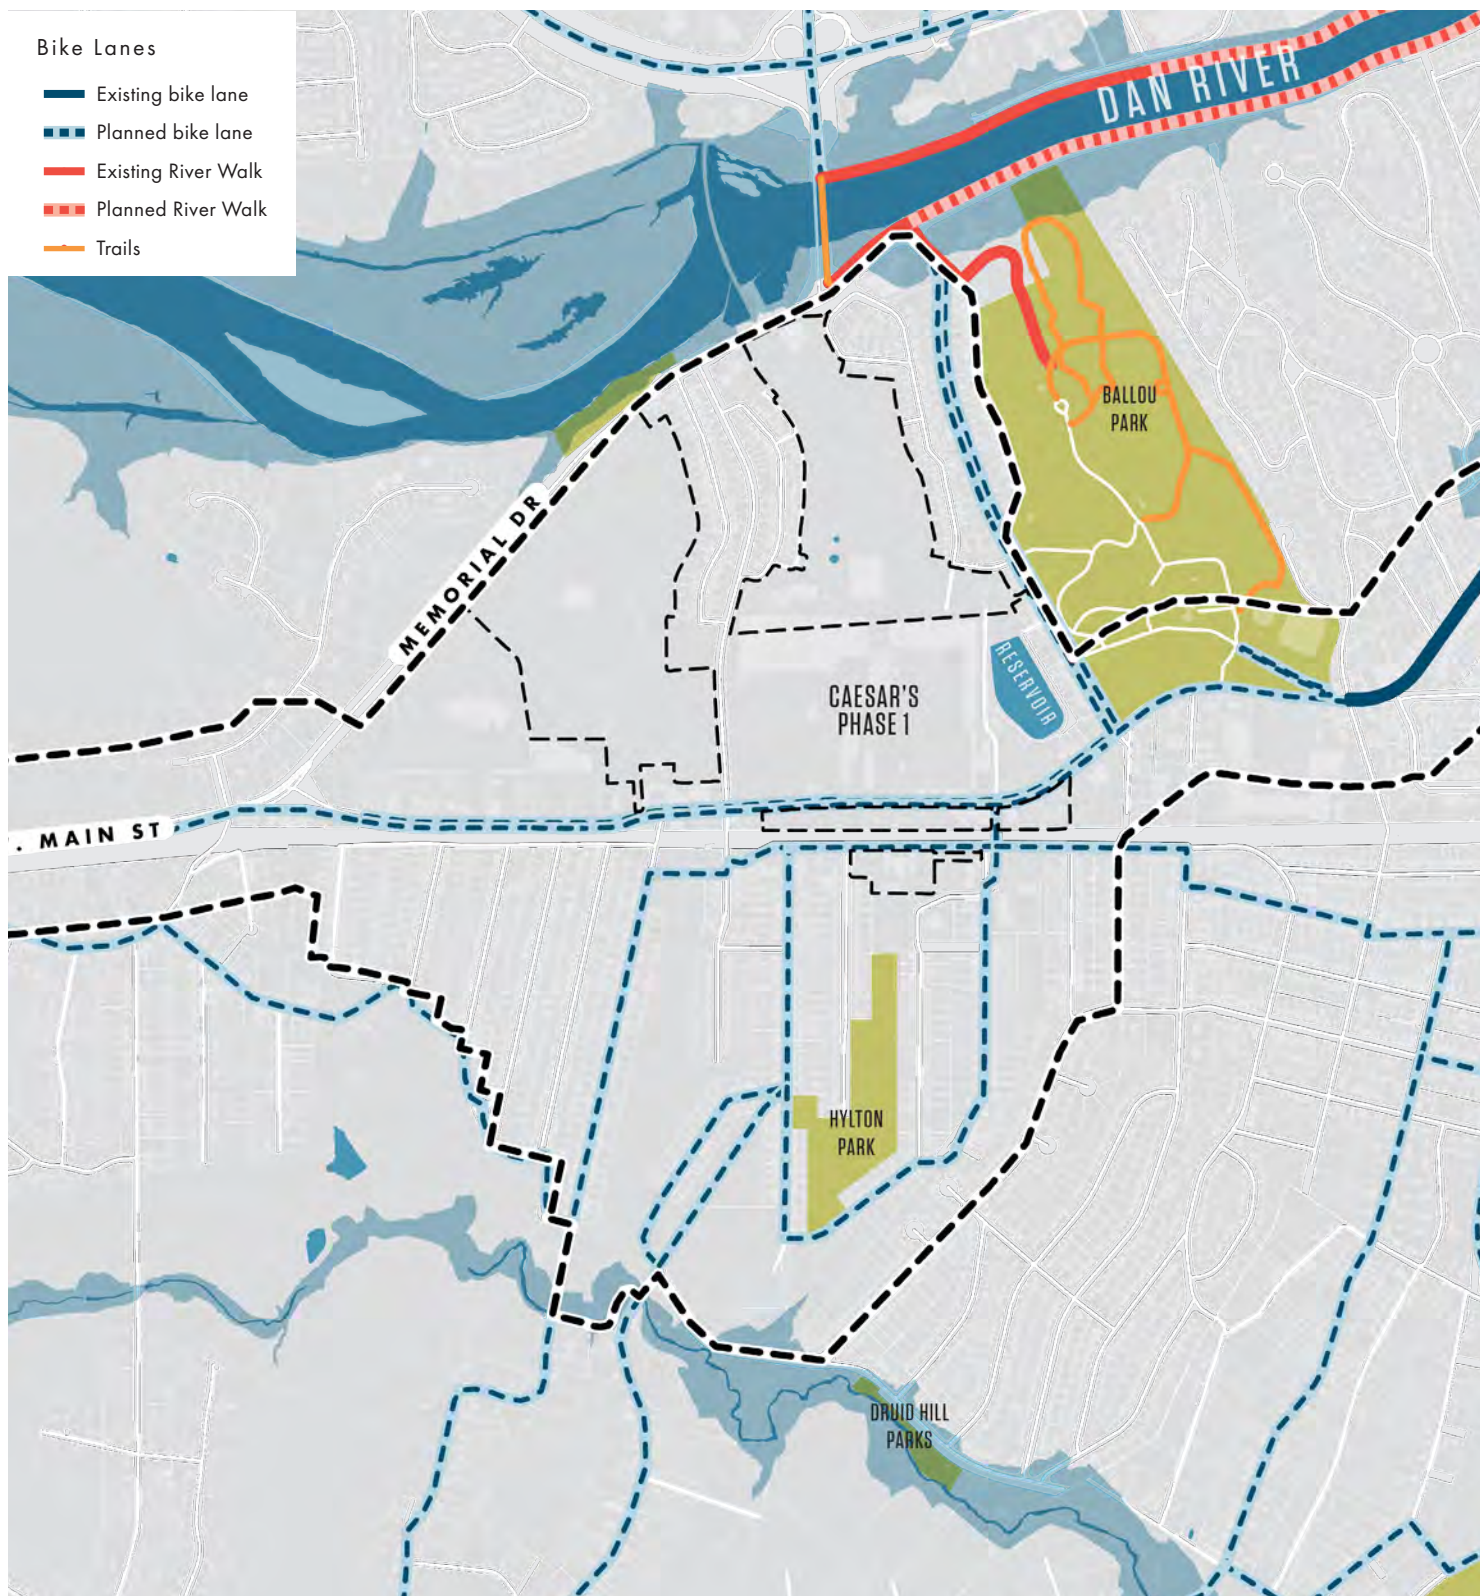 Bike Lanes
Existing bike lane
Planned bike lane
Existing River Walk
Planned River Walk
Trails
DAN RIVER
BALLOU
PARK
MEMORIAL DR
RESERVOIR
CAESAR'S
PHASE 1
. MAIN ST
HYLTON
PARK
DRUID HILL
PARKS